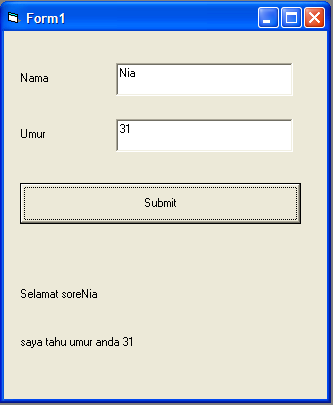 Form1
Nama
Nia
Umur
31
Submit
Selamat soreNia
saya tahu umur anda 31